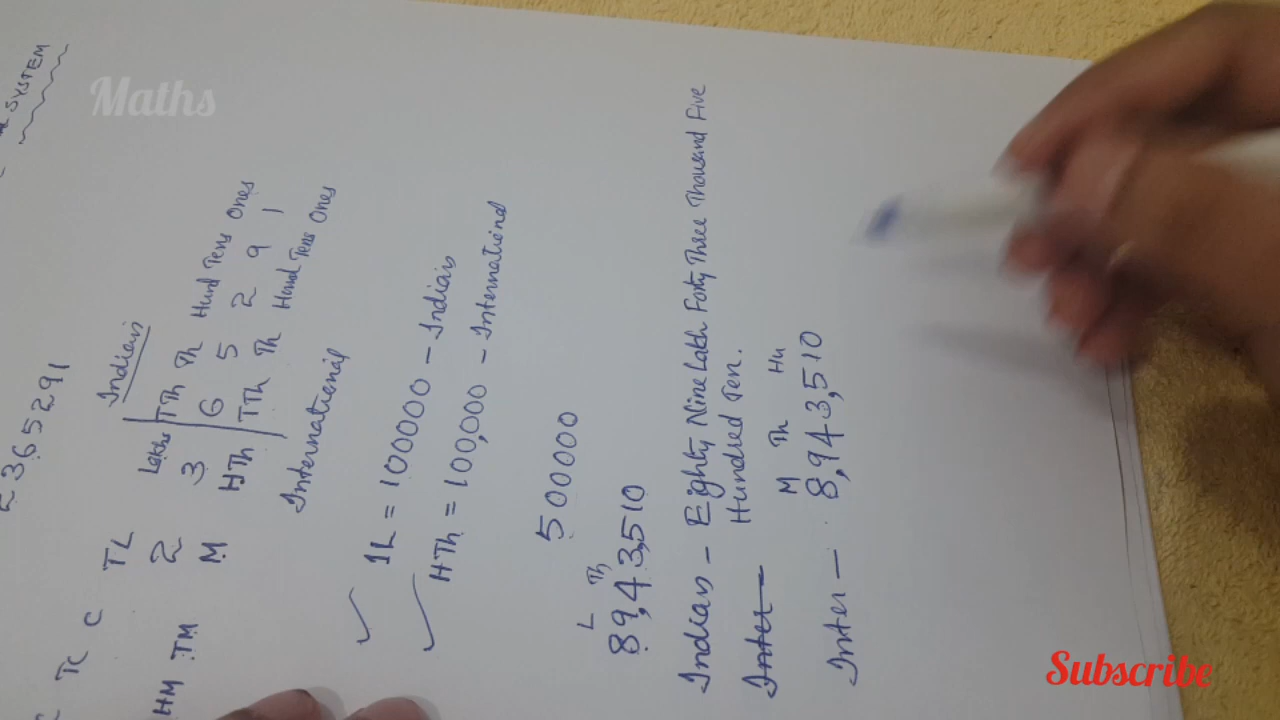 Maths
SYSTEM
2365291
Indian
TC C TL Lakhs TTh Th Hund Tens Ones
2 3 6 5 2 9 1
HM TM M HTh TTh Th Hund Tens Ones
International
1L = 100000 - Indian
HTh = 100,000 - International
500000
L Th
89,43,510
Indian - Eighty Nine Lakh Forty Three Thousand Five
Hundred Ten.
Inter
M Th Hu
Inter - 8,943,510
Subscribe